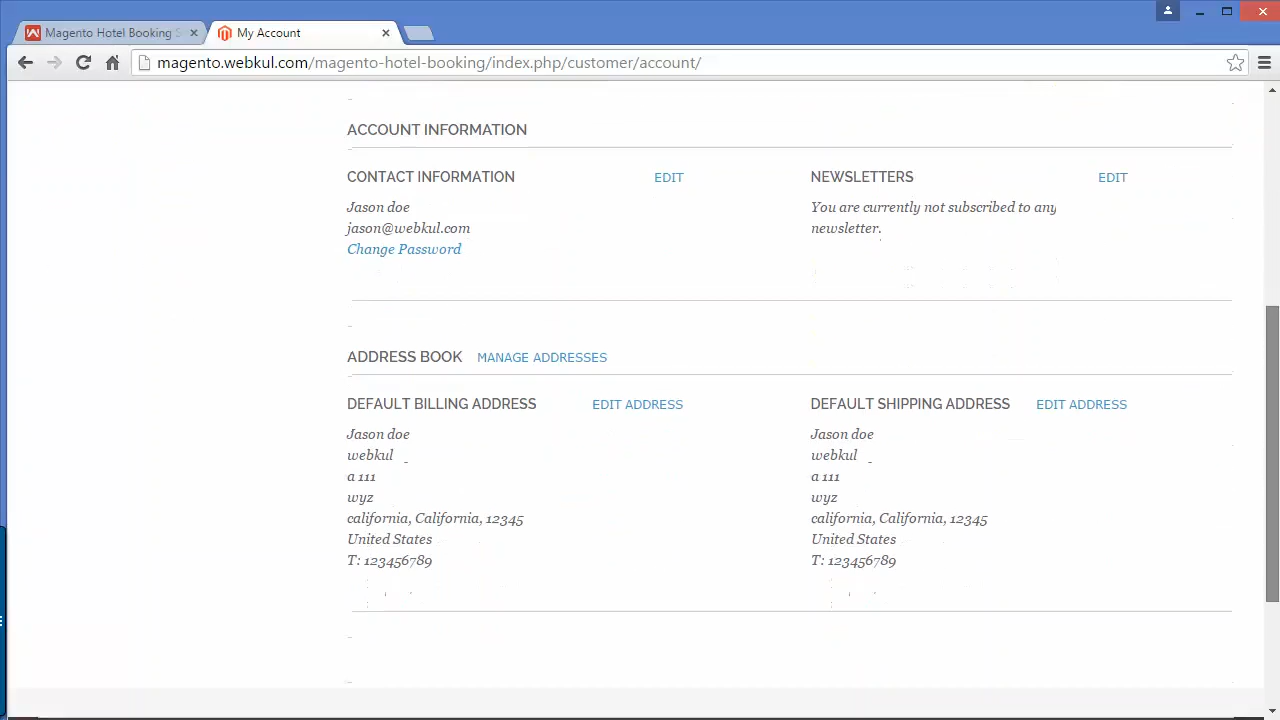 Magento Hotel Booking S
My Account
magento.webkul.com/magento-hotel-booking/index.php/customer/account/
ACCOUNT INFORMATION
CONTACT INFORMATION EDIT
Jason doe
jason@webkul.com
Change Password
NEWSLETTERS EDIT
You are currently not subscribed to any
newsletter.
ADDRESS BOOK MANAGE ADDRESSES
DEFAULT BILLING ADDRESS EDIT ADDRESS
Jason doe
webkul
a 111
wyz
california, California, 12345
United States
T: 123456789
DEFAULT SHIPPING ADDRESS EDIT ADDRESS
Jason doe
webkul
a 111
wyz
california, California, 12345
United States
T: 123456789